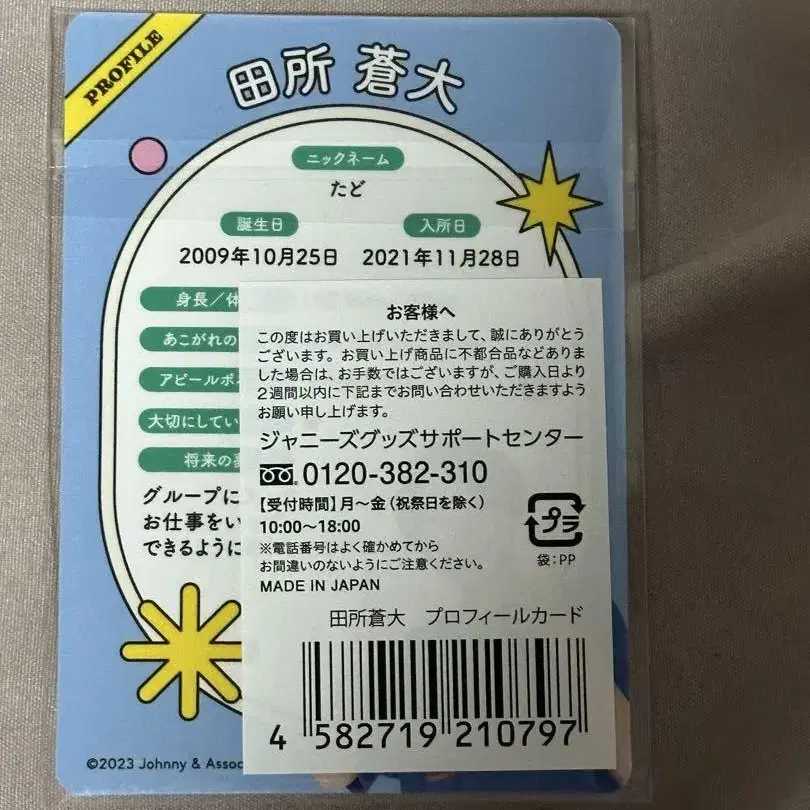 PROFILE
田所 蒼大
ニックネーム
たど
誕生日
入所日
2009年10月25日
2021年11月28日
身長／体
あこがれの
アピールポ
大切にしてい
将来の
グループに
お仕事をい
できるように
©2023 Johnny & Assoc
お客様へ
この度はお買い上げいただきまして、誠にありがとう
ございます。お買い上げ商品に不都合品などありま
した場合は、お手数ではございますが、ご購入日より
2週間以内に下記までお問い合わせいただきますよう
お願い申し上げます。
ジャニーズグッズサポートセンター
0120-382-310
【受付時間】月～金（祝祭日を除く）
10:00～18:00
※電話番号はよく確かめてから
お間違いのないようにご注意ください。
MADE IN JAPAN
プラ
袋：PP
田所蒼大　プロフィールカード
4 582719 210797